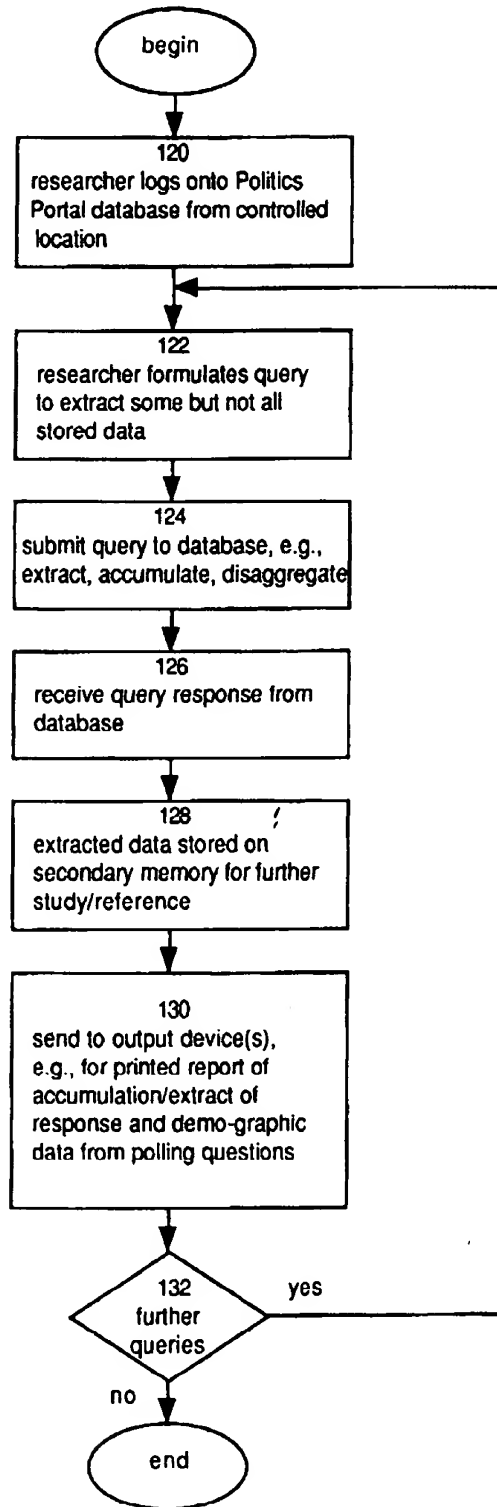 begin
120
researcher logs onto Politics
Portal database from controlled
location
122
researcher formulates query
to extract some but not all
stored data
124
submit query to database, e.g.,
extract, accumulate, disaggregate
126
receive query response from
database
128
extracted data stored on
secondary memory for further
study/reference
130
send to output device(s),
e.g., for printed report of
accumulation/extract of
response and demo-graphic
data from polling questions
132
further
queries
yes
no
end